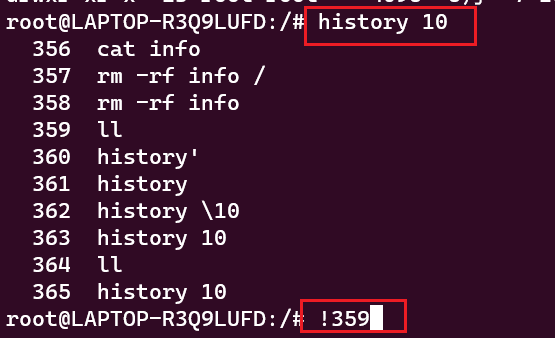 root@LAPTOP-R3Q9LUFD:/# history 10
356 cat info
357 rm -rf info /
358 rm -rf info
359 ll
360 history'
361 history
362 history \10
363 history 10
364 ll
365 history 10
root@LAPTOP-R3Q9LUFD:/# !359